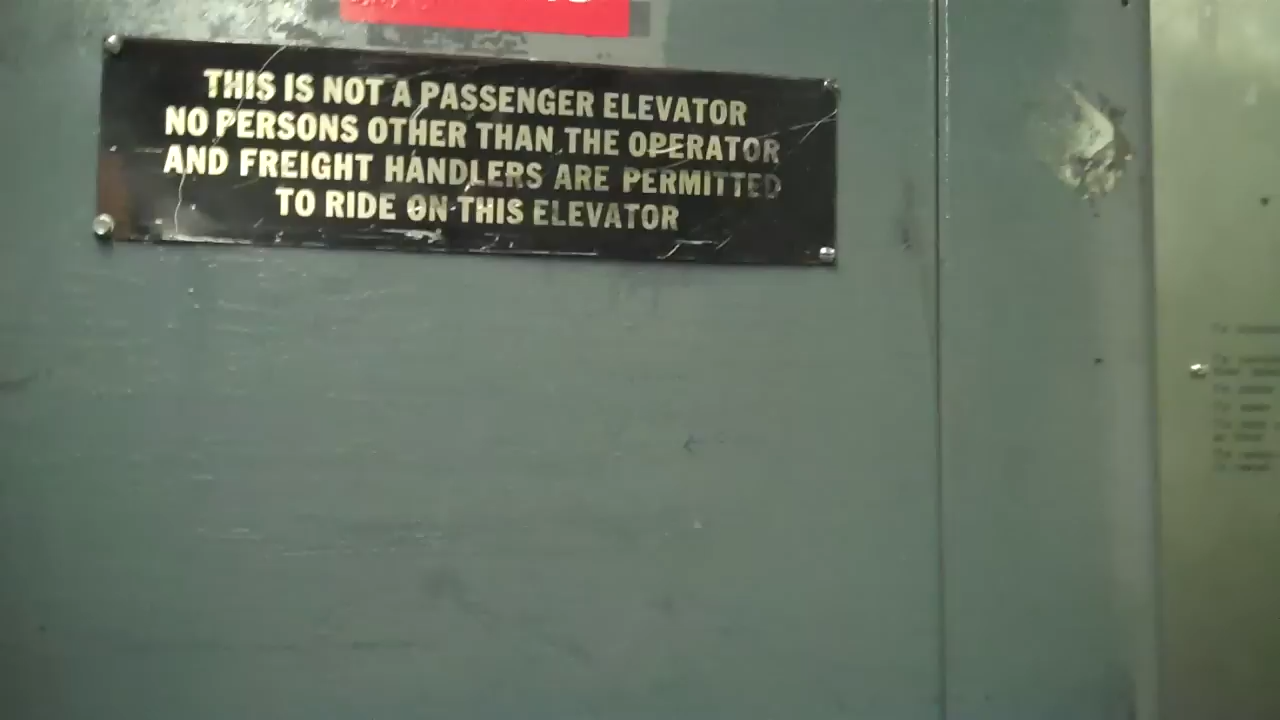 THIS IS NOT A PASSENGER ELEVATOR
NO PERSONS OTHER THAN THE OPERATOR
AND FREIGHT HANDLERS ARE PERMITTED
TO RIDE ON THIS ELEVATOR